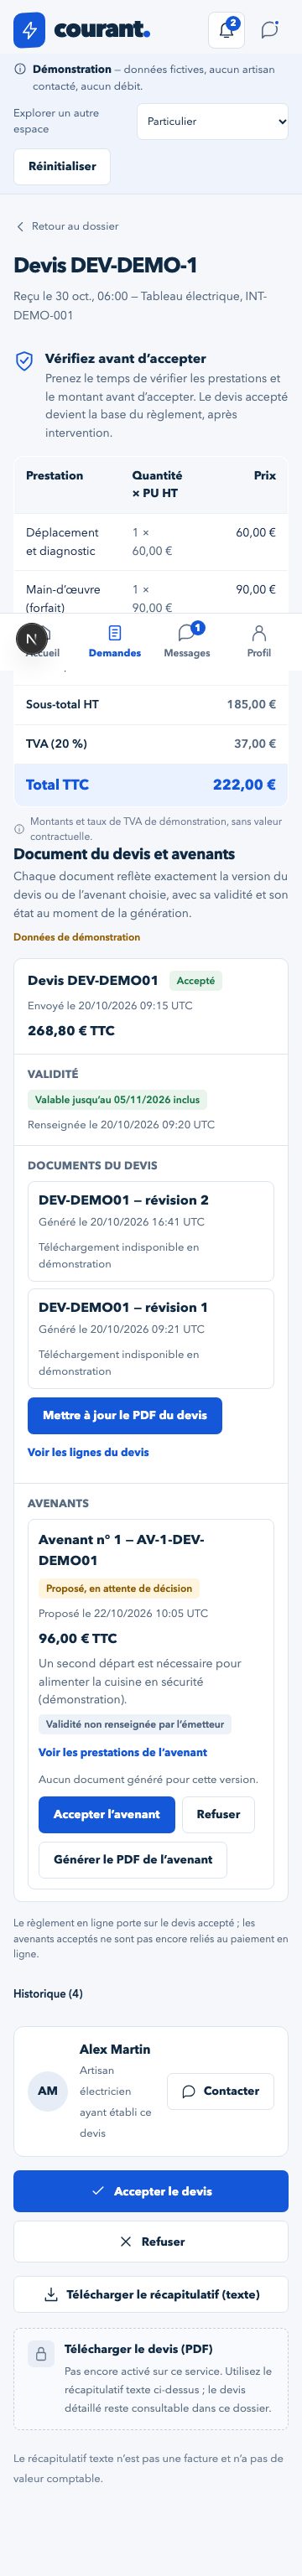 courant.
2
Démonstration – données fictives, aucun artisan
contacté, aucun débit.
Explorer un autre
espace
Particulier
Réinitialiser
Retour au dossier
Devis DEV-DEMO-1
Reçu le 30 oct., 06:00 — Tableau électrique, INT-
DEMO-001
Vérifiez avant d’accepter
Prenez le temps de vérifier les prestations et
le montant avant d’accepter. Le devis accepté
devient la base du règlement, après
intervention.
Prestation Quantité Prix
× PU HT
Déplacement 1 × 60,00 €
et diagnostic 60,00 €
Main-d’œuvre 1 × 90,00 €
(forfait) 90,00 €
N
1
Accueil Demandes Messages Profil
Sous-total HT 185,00 €
TVA (20 %) 37,00 €
Total TTC 222,00 €
Montants et taux de TVA de démonstration, sans valeur
contractuelle.
Document du devis et avenants
Chaque document reflète exactement la version du
devis ou de l’avenant choisie, avec sa validité et son
état au moment de la génération.
Données de démonstration
Devis DEV-DEMO01 Accepté
Envoyé le 20/10/2026 09:15 UTC
268,80 € TTC
VALIDITÉ
Valable jusqu’au 05/11/2026 inclus
Renseignée le 20/10/2026 09:20 UTC
DOCUMENTS DU DEVIS
DEV-DEMO01 — révision 2
Généré le 20/10/2026 16:41 UTC
Téléchargement indisponible en
démonstration
DEV-DEMO01 — révision 1
Généré le 20/10/2026 09:21 UTC
Téléchargement indisponible en
démonstration
Mettre à jour le PDF du devis
Voir les lignes du devis
AVENANTS
Avenant n° 1 — AV-1-DEV-
DEMO01
Proposé, en attente de décision
Proposé le 22/10/2026 10:05 UTC
96,00 € TTC
Un second départ est nécessaire pour
alimenter la cuisine en sécurité
(démonstration).
Validité non renseignée par l’émetteur
Voir les prestations de l’avenant
Aucun document généré pour cette version.
Accepter l’avenant Refuser
Générer le PDF de l’avenant
Le règlement en ligne porte sur le devis accepté ; les
avenants acceptés ne sont pas encore reliés au paiement en
ligne.
Historique (4)
AM
Alex Martin
Artisan
électricien
ayant établi ce
devis
Contacter
Accepter le devis
Refuser
Télécharger le récapitulatif (texte)
Télécharger le devis (PDF)
Pas encore activé sur ce service. Utilisez le
récapitulatif texte ci-dessus ; le devis
détaillé reste consultable dans ce dossier.
Le récapitulatif texte n’est pas une facture et n’a pas de
valeur comptable.